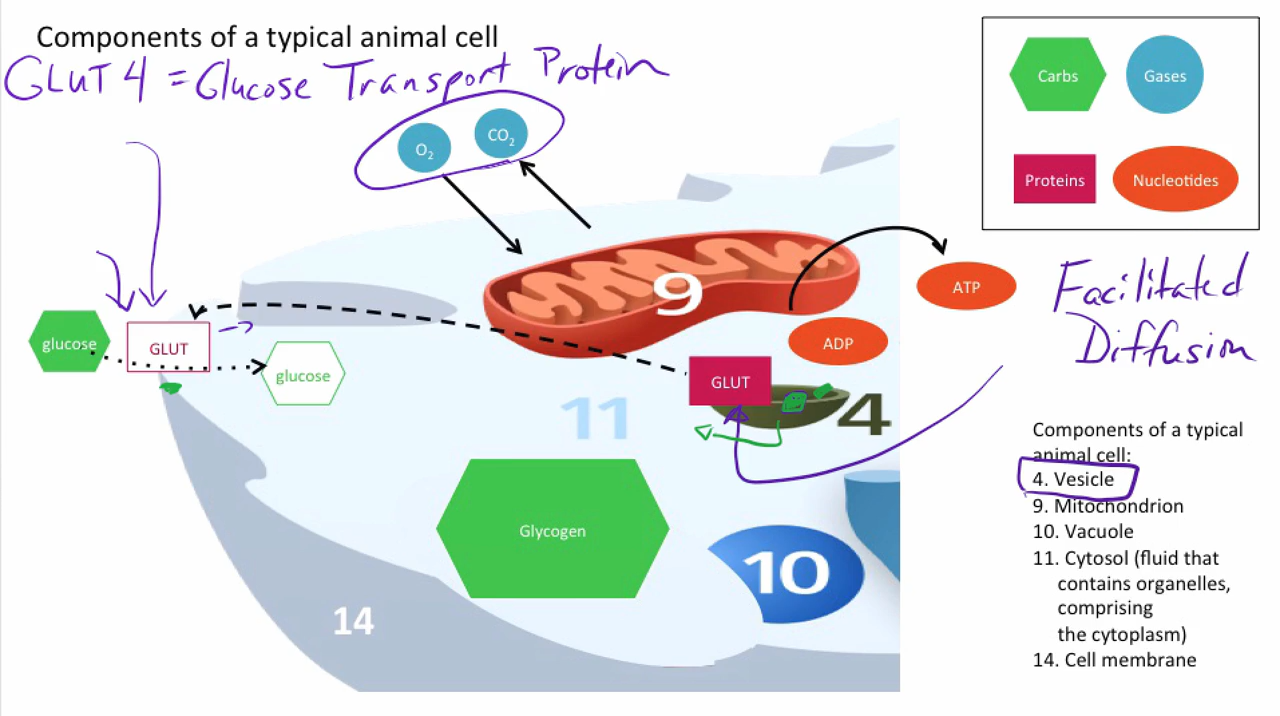 Components of a typical animal cell
GLUT 4 = Glucose Transport Protein
Carbs
Gases
Proteins
Nucleotides
O₂
CO₂
9
ATP
Facilitated
Diffusion
glucose
GLUT
glucose
ADP
GLUT
4
11
Components of a typical
animal cell:
4. Vesicle
9. Mitochondrion
10. Vacuole
11. Cytosol (fluid that
contains organelles,
comprising
the cytoplasm)
14. Cell membrane
Glycogen
10
14